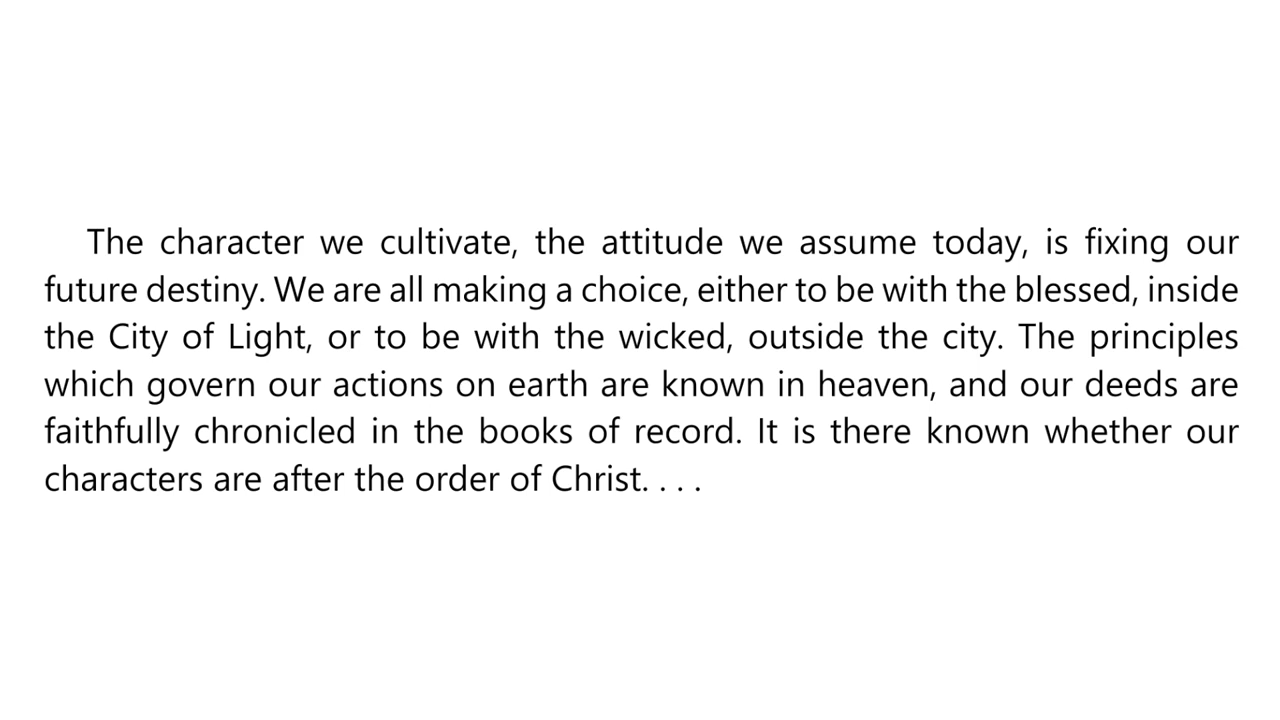 The character we cultivate, the attitude we assume today, is fixing our
future destiny. We are all making a choice, either to be with the blessed, inside
the City of Light, or to be with the wicked, outside the city. The principles
which govern our actions on earth are known in heaven, and our deeds are
faithfully chronicled in the books of record. It is there known whether our
characters are after the order of Christ. . . .